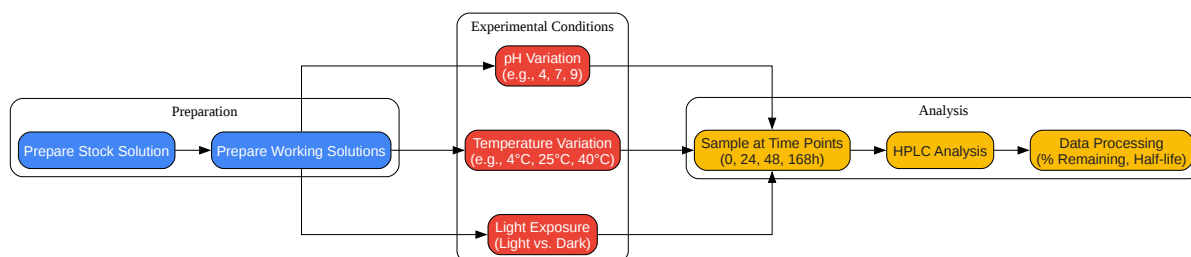 Preparation
Prepare Stock Solution
Prepare Working Solutions
Experimental Conditions
pH Variation
(e.g., 4, 7, 9)
Temperature Variation
(e.g., 4°C, 25°C, 40°C)
Light Exposure
(Light vs. Dark)
Analysis
Sample at Time Points
(0, 24, 48, 168h)
HPLC Analysis
Data Processing
(% Remaining, Half-life)